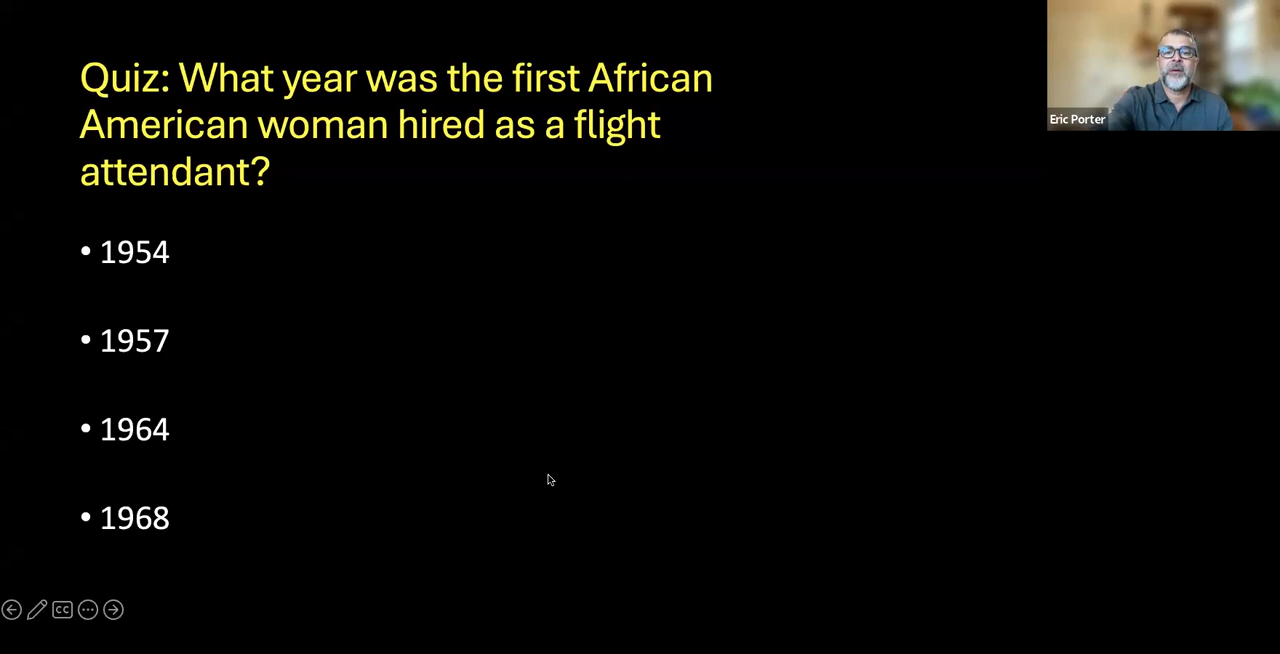 Quiz: What year was the first African
American woman hired as a flight
attendant?
• 1954
• 1957
• 1964
• 1968
Eric Porter
CC